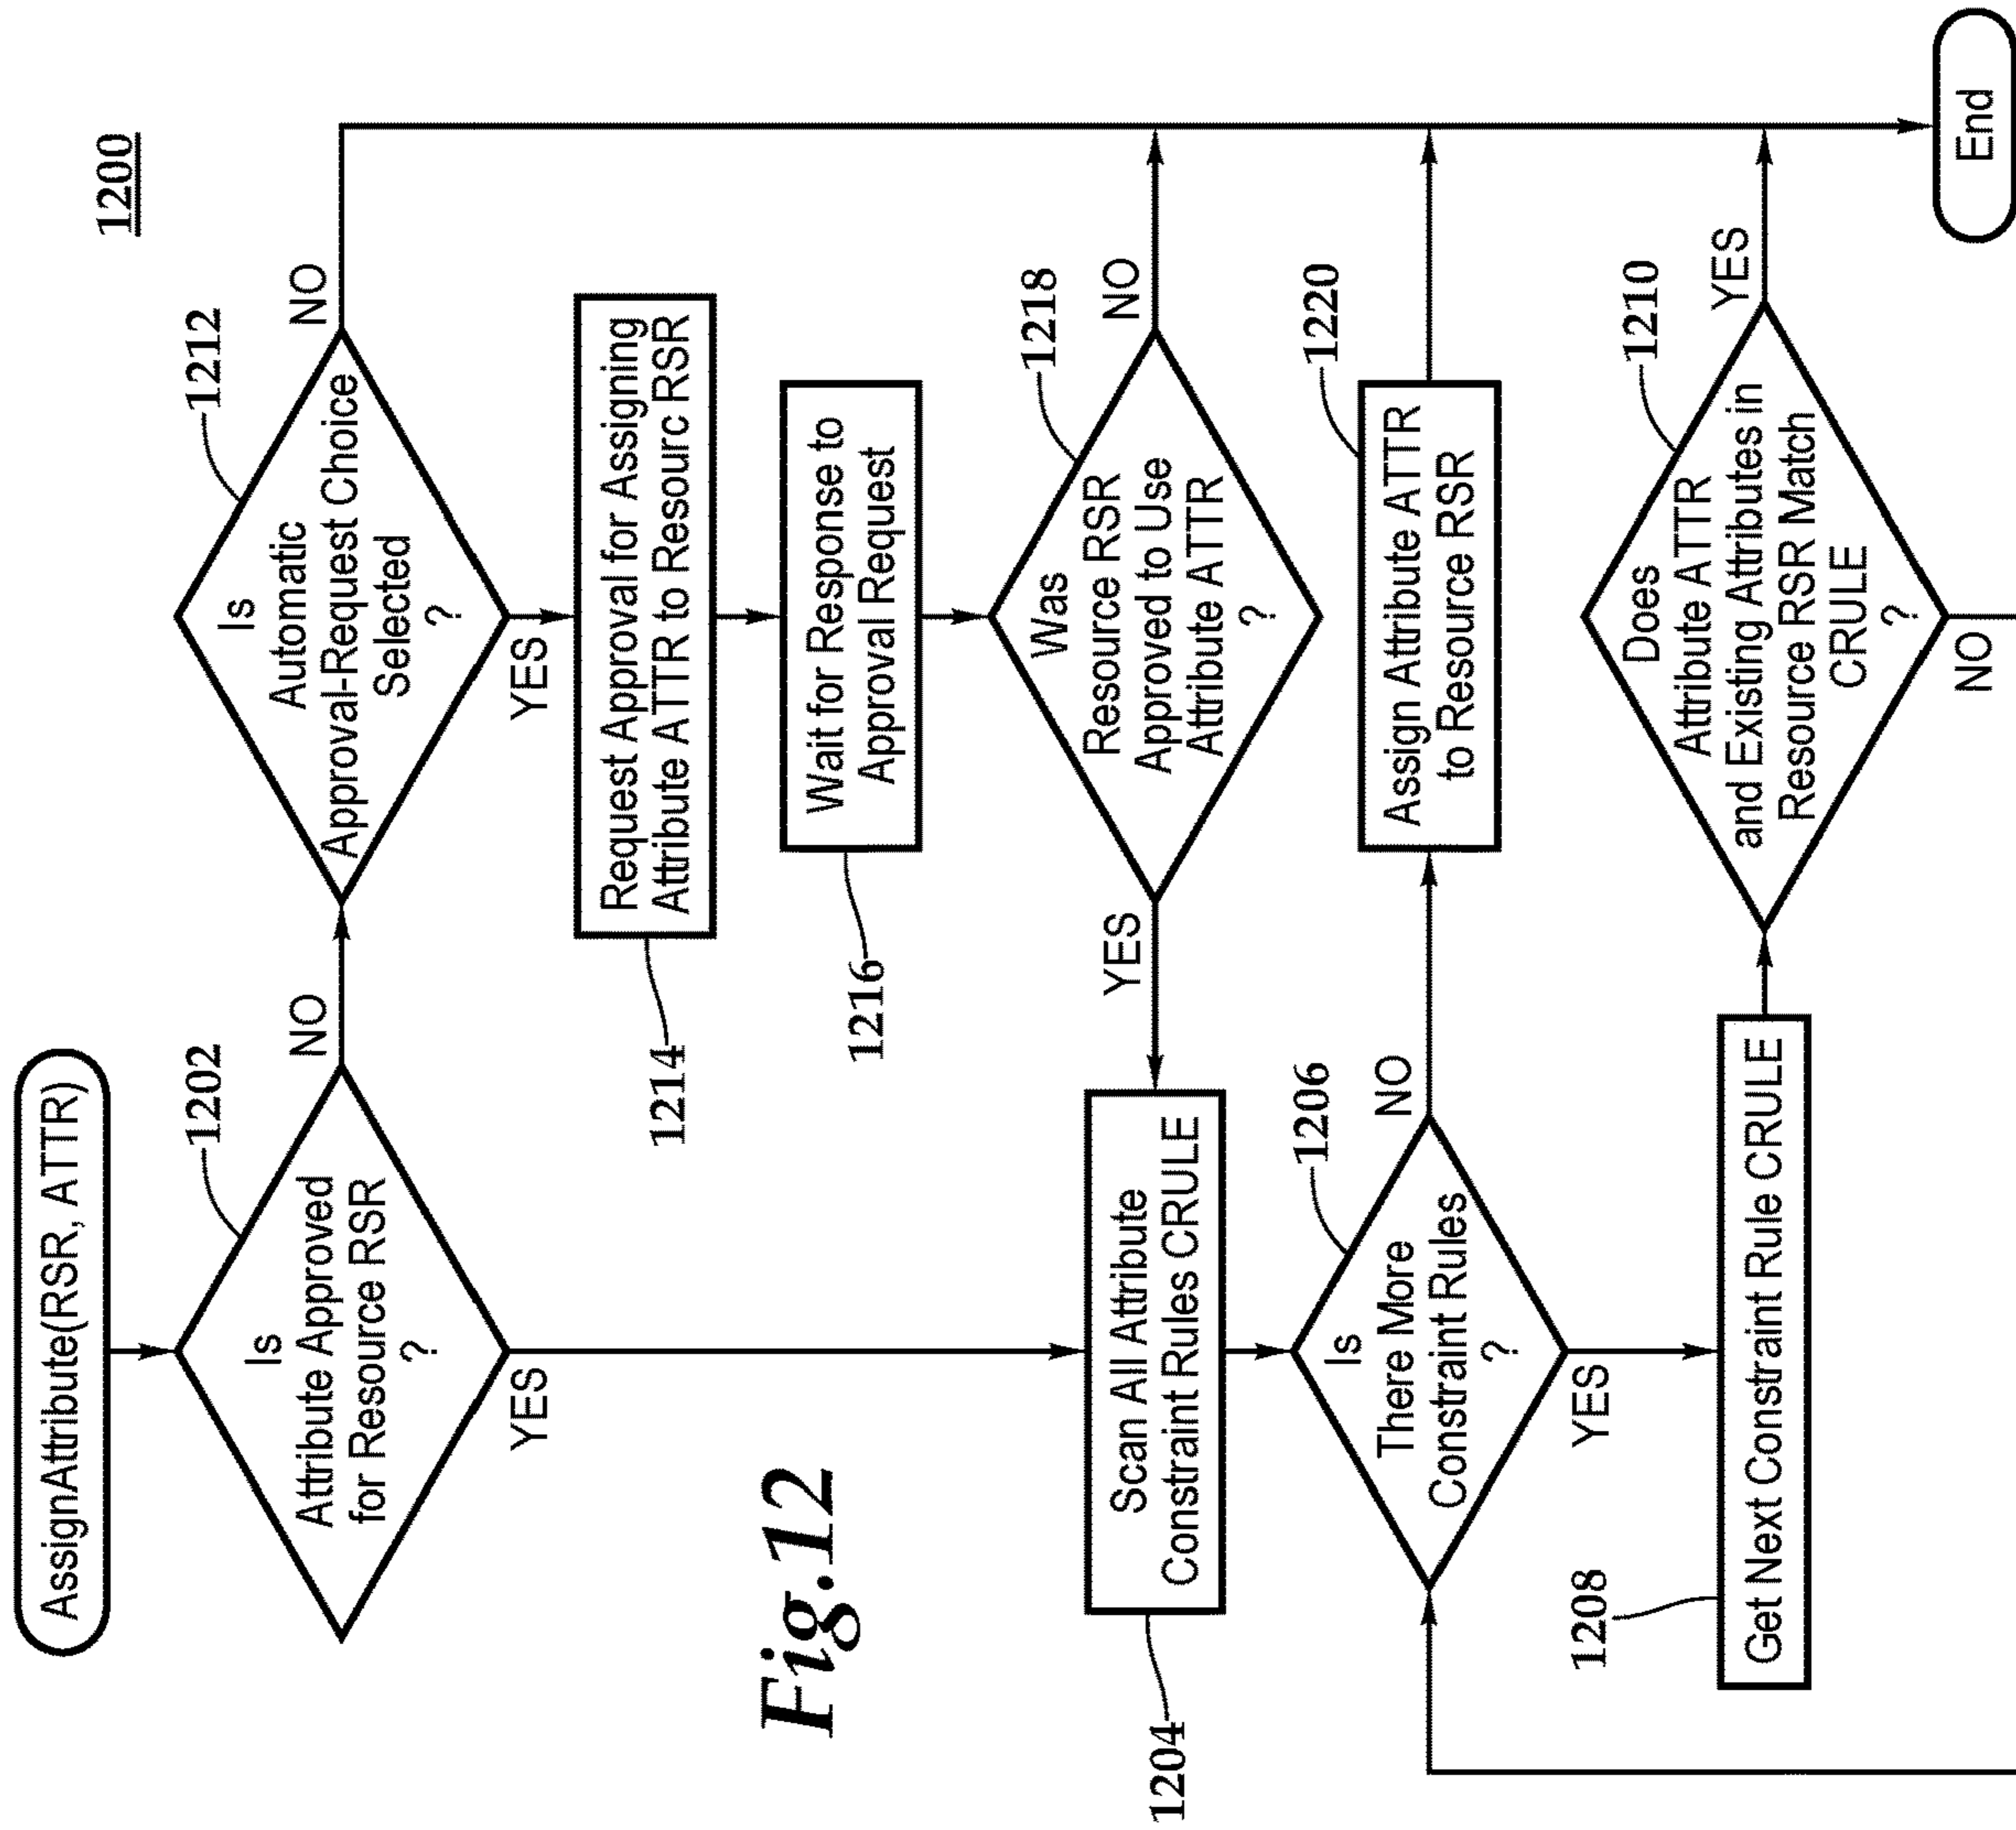 1200
AssignAttribute(RSR, ATTR)
1202
Is
Attribute Approved
for Resource RSR
?
NO
YES
1212
Is
Automatic
Approval-Request Choice
Selected
?
NO
YES
1214
Request Approval for Assigning
Attribute ATTR to Resourc RSR
1216
Wait for Response to
Approval Request
1218
Was
Resource RSR
Approved to Use
Attribute ATTR
?
NO
YES
1204
Scan All Attribute
Constraint Rules CRULE
1206
Is
There More
Constraint Rules
?
NO
YES
1220
Assign Attribute ATTR
to Resource RSR
1208
Get Next Constraint Rule CRULE
1210
Does
Attribute ATTR
and Existing Attributes in
Resource RSR Match
CRULE
?
YES
NO
End
Fig.12